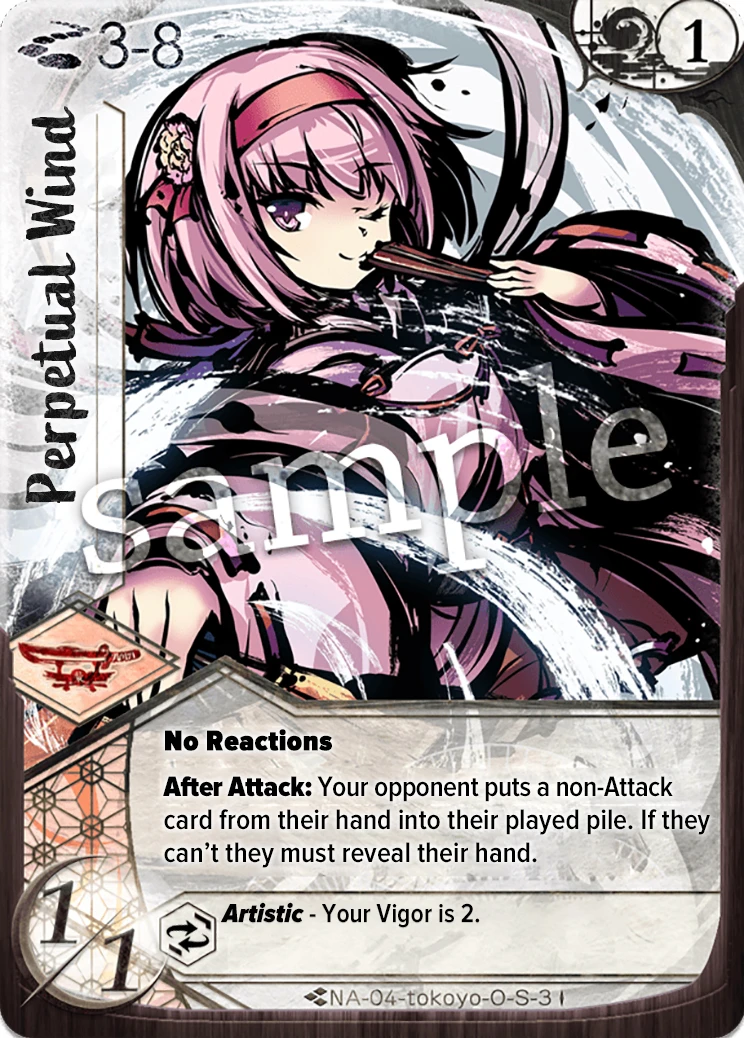 3-8
1
Perpetual Wind
sample
No Reactions
After Attack: Your opponent puts a non-Attack
card from their hand into their played pile. If they
can't they must reveal their hand.
1/1
Artistic - Your Vigor is 2.
NA-04-tokoyo-O-S-3